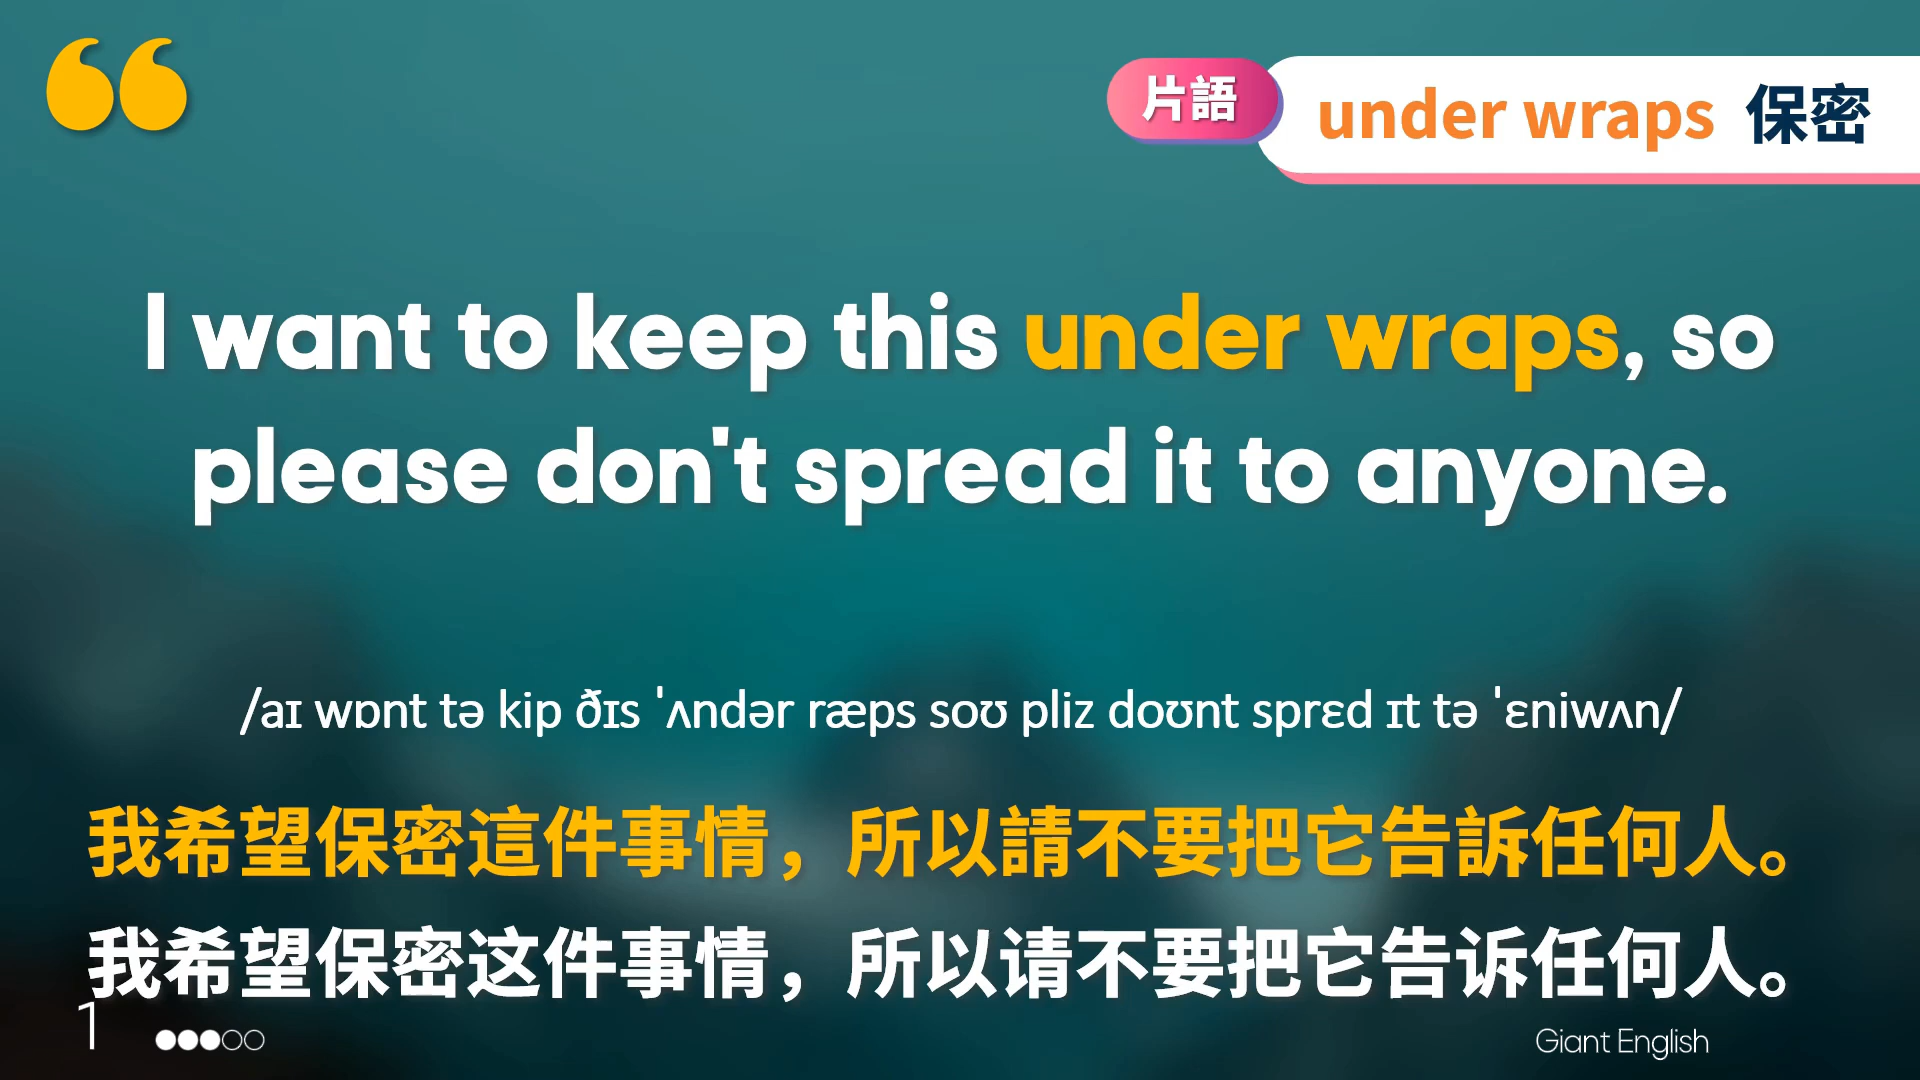 片語
under wraps 保密
I want to keep this under wraps, so
please don't spread it to anyone.
/aɪ wɒnt tə kip ðɪs ˈʌndər ræps soʊ pliz doʊnt sprɛd ɪt tə ˈɛniwʌn/
我希望保密這件事情，所以請不要把它告訴任何人。
我希望保密这件事情，所以请不要把它告诉任何人。
1
Giant English